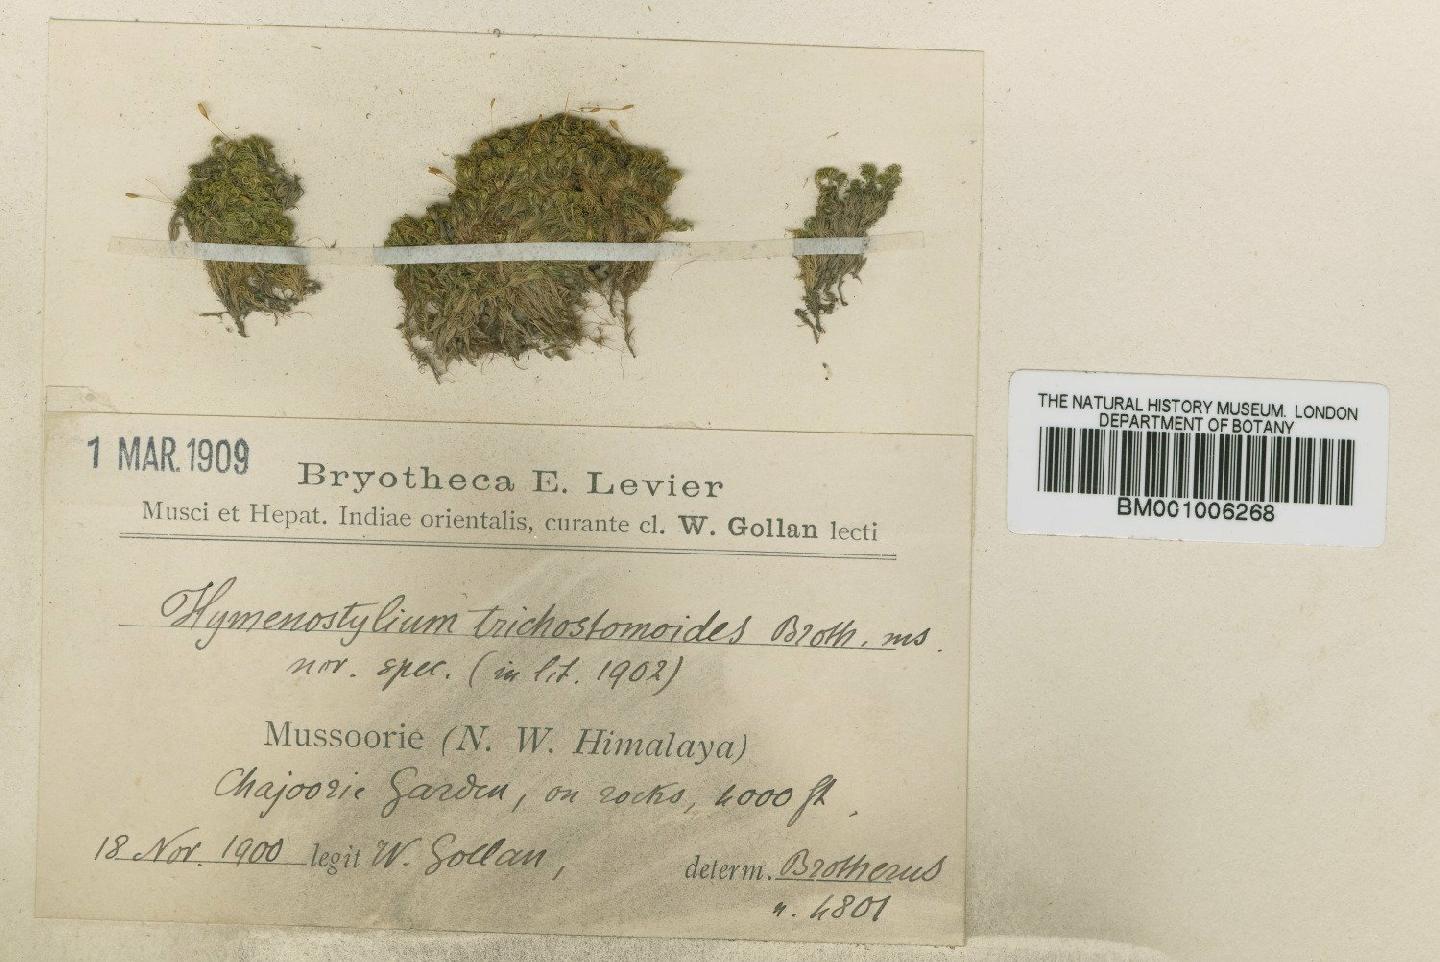 1 MAR. 1909
Bryotheca E. Levier
Musci et Hepat. Indiae orientalis, curante cl. W. Gollan lecti
Hymenostylium trichostomoides Broth. ms.
nov. spec. (in lit. 1902)
Mussoorie (N. W. Himalaya)
Chajoorie Garden, on rocks, 4000 ft.
18 Nov. 1900 legit W. Gollan, determ. Brotherus
n. 4801
THE NATURAL HISTORY MUSEUM. LONDON
DEPARTMENT OF BOTANY
BM001006268